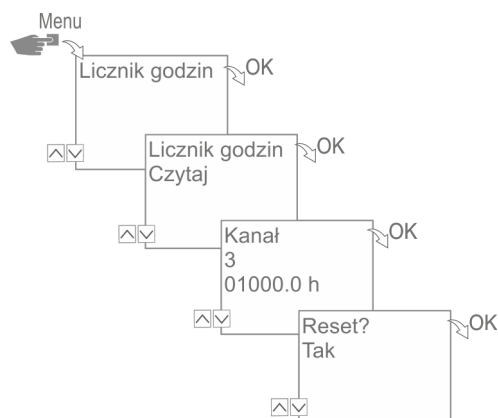 Menu
Licznik godzin
OK
Licznik godzin
Czytaj
OK
Kanał
3
01000.0 h
OK
Reset?
Tak
OK